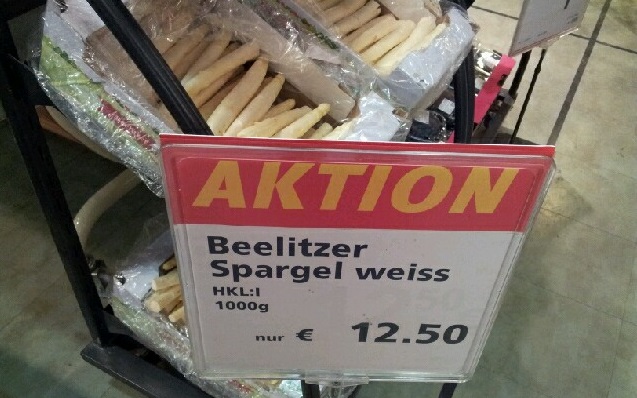 AKTION
Beelitzer
Spargel weiss
HKL:I
1000g
nur € 12.50